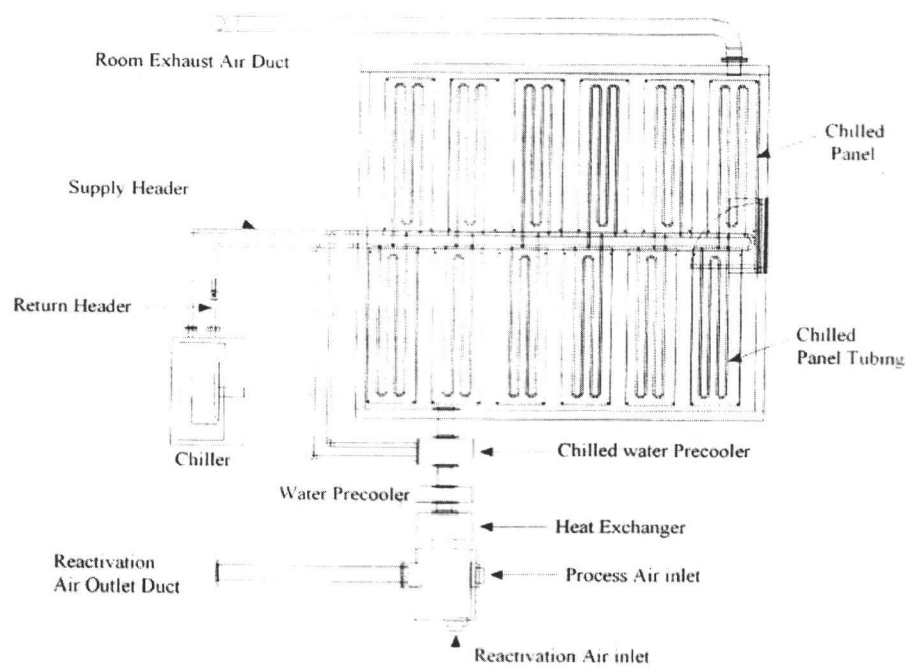 Room Exhaust Air Duct
Chilled
Panel
Supply Header
Return Header
Chilled
Panel Tubing
Chiller
Chilled water Precooler
Water Precooler
Heat Exchanger
Reactivation
Air Outlet Duct
Process Air inlet
Reactivation Air inlet